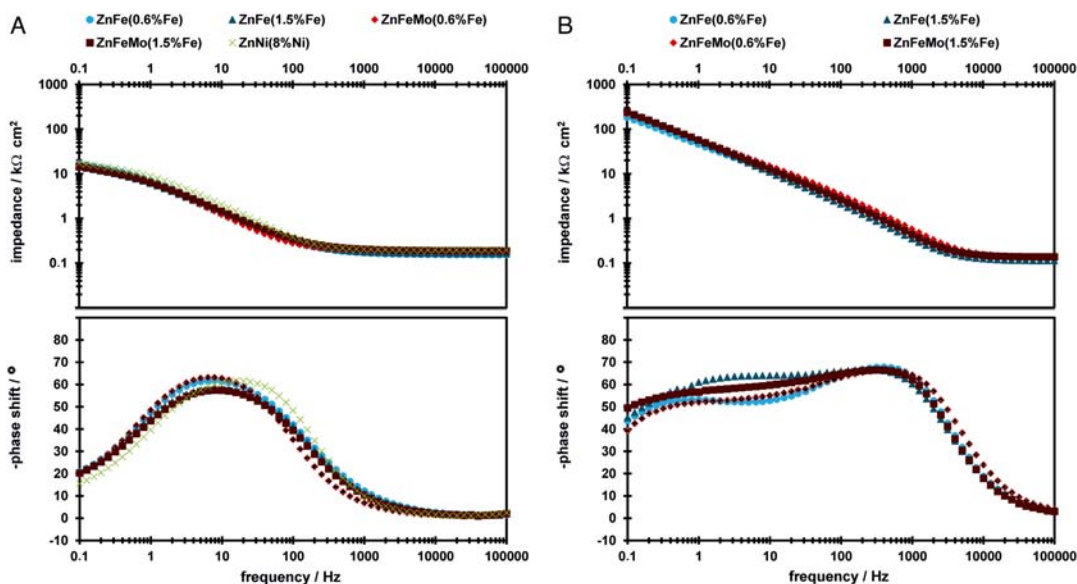 A
ZnFe(0.6%Fe) ZnFe(1.5%Fe) ZnFeMo(0.6%Fe)
ZnFeMo(1.5%Fe) ZnNi(8%Ni)
0.1 1 10 100 1000 10000 100000
impedance / kΩ cm²
1000
100
10
1
0.1
-phase shift / °
80
70
60
50
40
30
20
10
0
-10
0.1 1 10 100 1000 10000 100000
frequency / Hz
B
ZnFe(0.6%Fe) ZnFe(1.5%Fe)
ZnFeMo(0.6%Fe) ZnFeMo(1.5%Fe)
0.1 1 10 100 1000 10000 100000
impedance / kΩ cm²
1000
100
10
1
0.1
-phase shift / °
80
70
60
50
40
30
20
10
0
-10
0.1 1 10 100 1000 10000 100000
frequency / Hz